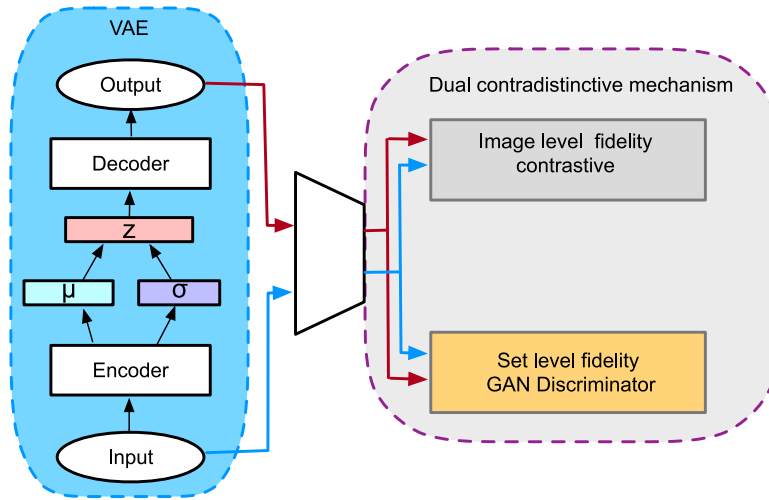 VAE
Output
Decoder
z
μ
σ
Encoder
Input
Dual contradistinctive mechanism
Image level fidelity
contrastive
Set level fidelity
GAN Discriminator